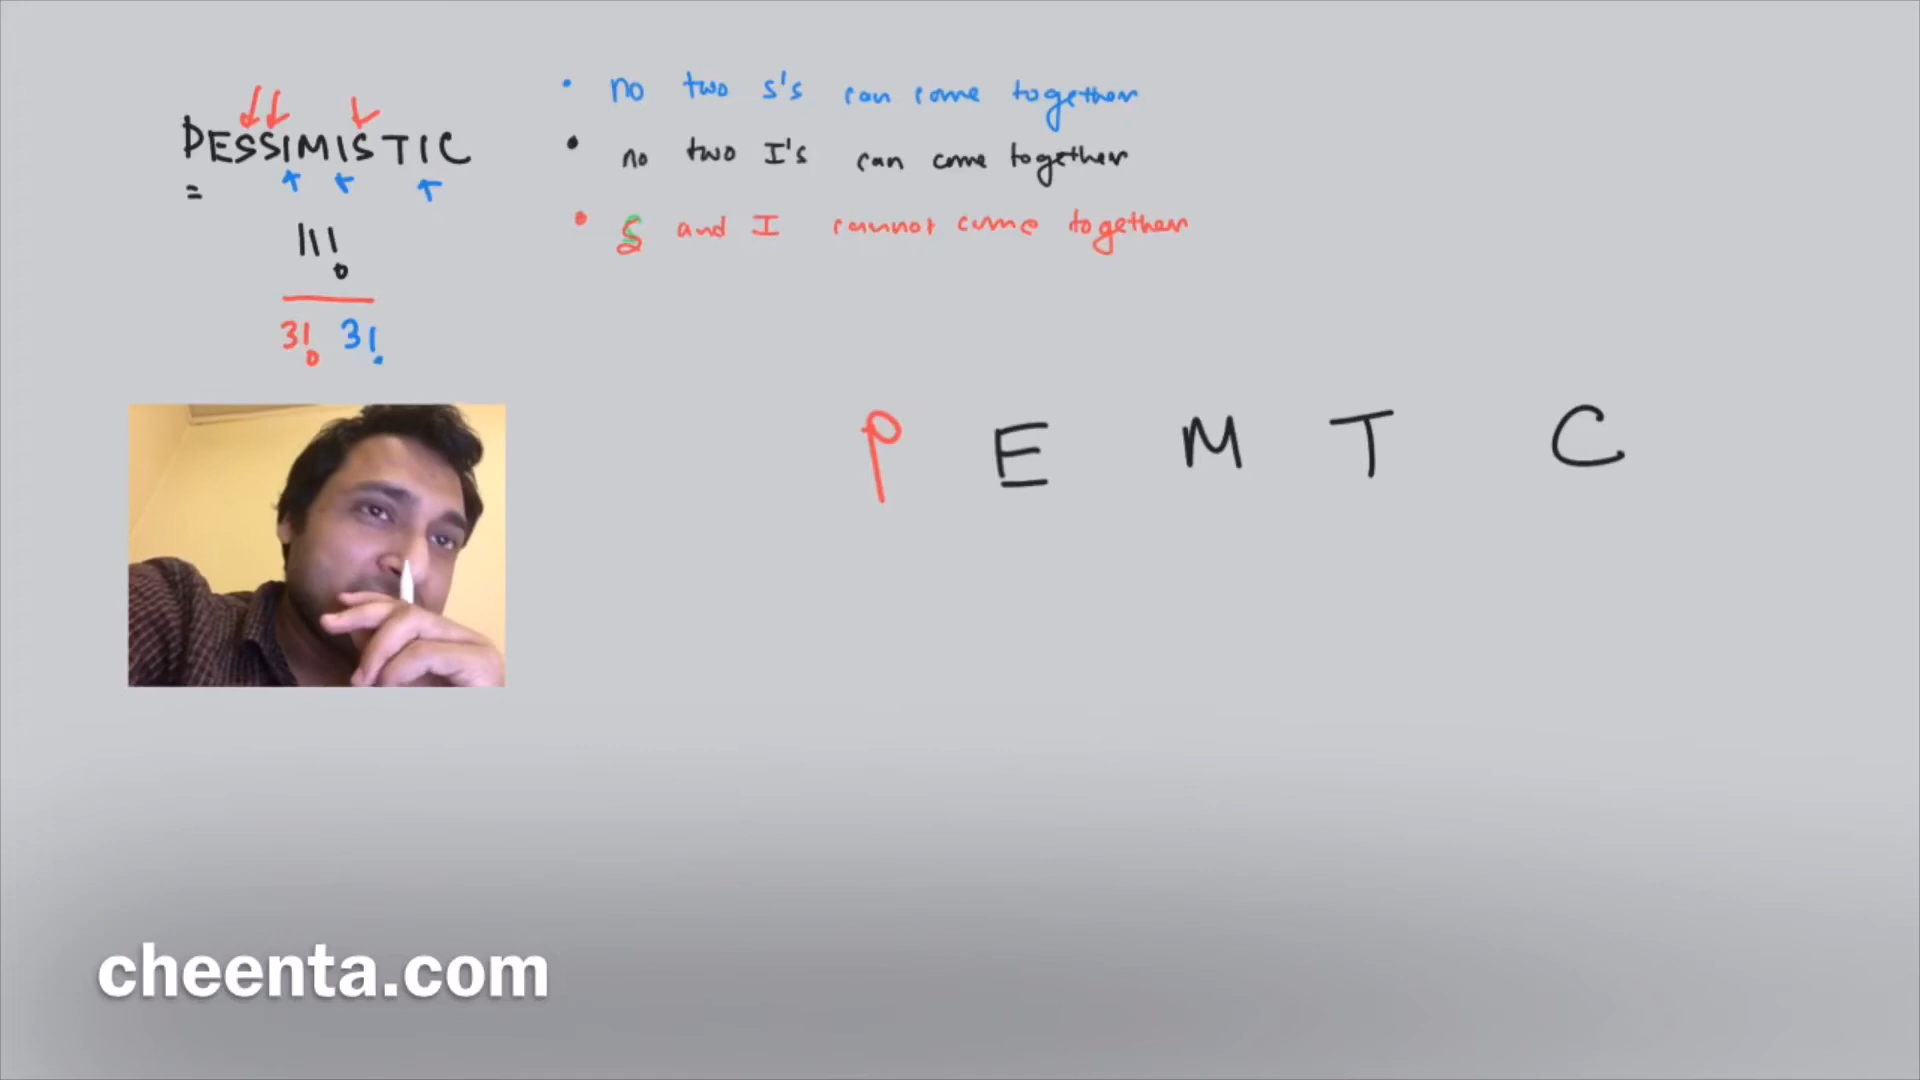 PESSIMISTIC
=
11!
3! 3!
• no two s's can come together
• no two I's can come together
• S and I cannot come together
P E M T C
cheenta.com